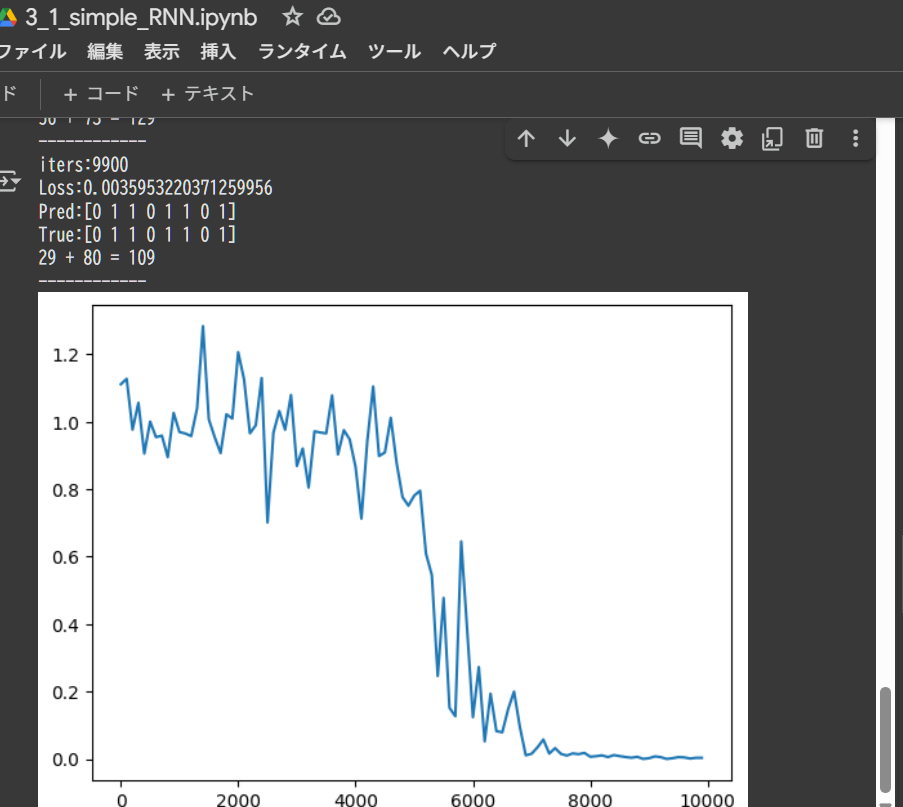 3_1_simple_RNN.ipynb
ファイル 編集 表示 挿入 ランタイム ツール ヘルプ
ド + コード + テキスト
------------
iters:9900
Loss:0.0035953220371259956
Pred:[0 1 1 0 1 1 0 1]
True:[0 1 1 0 1 1 0 1]
29 + 80 = 109
------------
1.2
1.0
0.8
0.6
0.4
0.2
0.0
0 2000 4000 6000 8000 10000